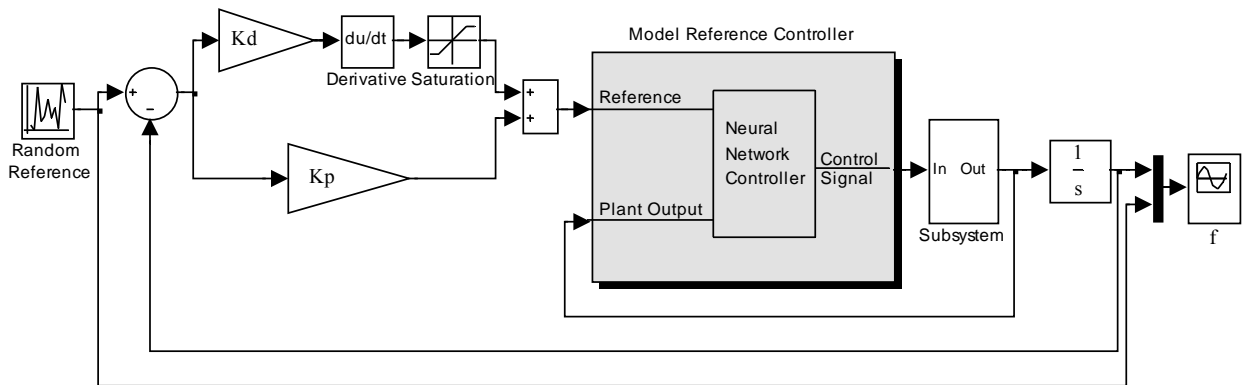 Model Reference Controller
Kd
du/dt
Derivative Saturation
+
−
Random
Reference
Kp
+
+
Reference
Plant Output
Neural
Network
Controller
Control
Signal
In Out
Subsystem
1
s
f